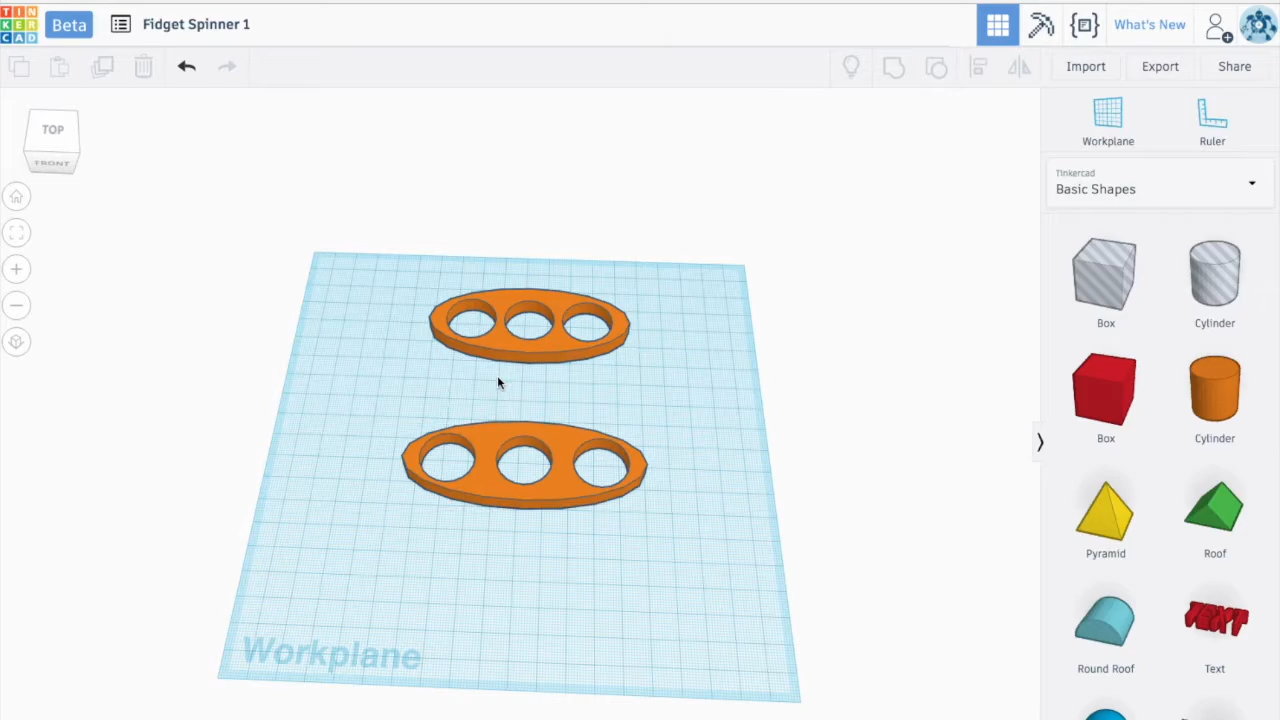 TIN
KER
CAD
Beta
Fidget Spinner 1
What's New
Import
Export
Share
TOP
FRONT
Workplane
Ruler
Tinkercad
Basic Shapes
Box
Cylinder
Box
Cylinder
Pyramid
Roof
TEXT
Round Roof
Text
Workplane